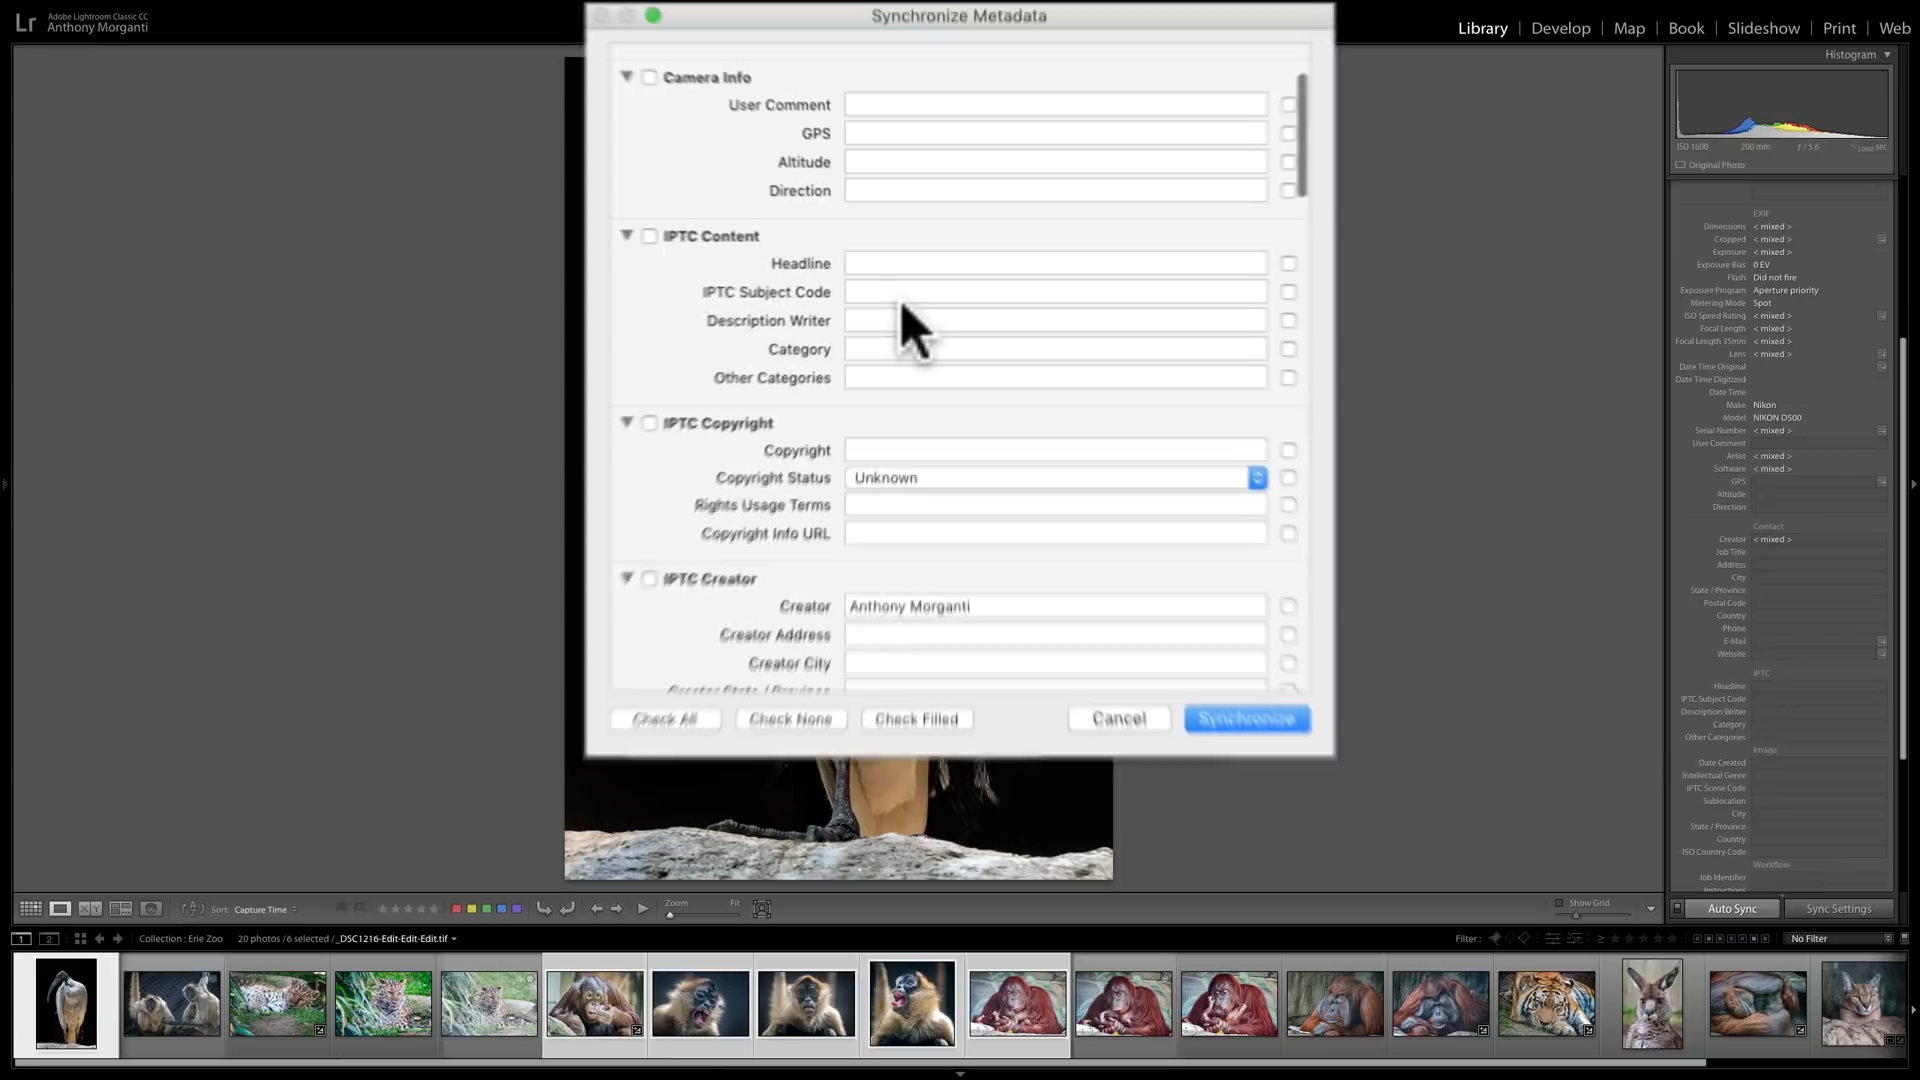 Lr
Adobe Lightroom Classic CC
Anthony Morganti
Library | Develop | Map | Book | Slideshow | Print | Web
Synchronize Metadata
Camera Info
User Comment
GPS
Altitude
Direction
IPTC Content
Headline
IPTC Subject Code
Description Writer
Category
Other Categories
IPTC Copyright
Copyright
Copyright Status Unknown
Rights Usage Terms
Copyright Info URL
IPTC Creator
Creator Anthony Morganti
Creator Address
Creator City
Creator State / Province
Check All Check None Check Filled Cancel Synchronize
Histogram
ISO 1600 200 mm ƒ / 5.6 1/1000 sec
Original Photo
EXIF
Dimensions < mixed >
Cropped < mixed >
Exposure < mixed >
Exposure Bias 0 EV
Flash Did not fire
Exposure Program Aperture priority
Metering Mode Spot
ISO Speed Rating < mixed >
Focal Length < mixed >
Focal Length 35mm < mixed >
Lens < mixed >
Date Time Original
Date Time Digitized
Date Time
Make Nikon
Model NIKON D500
Serial Number < mixed >
User Comment
Artist < mixed >
Software < mixed >
GPS
Altitude
Direction
Contact
Creator < mixed >
Job Title
Address
City
State / Province
Postal Code
Country
Phone
E-Mail
Website
IPTC
Headline
IPTC Subject Code
Description Writer
Category
Other Categories
Image
Date Created
Intellectual Genre
IPTC Scene Code
Sublocation
City
State / Province
Country
ISO Country Code
Workflow
Job Identifier
Instructions
Sort: Capture Time
Zoom Fit
Show Grid
Auto Sync Sync Settings
1 2 Collection : Erie Zoo 20 photos /6 selected /_DSC1216-Edit-Edit-Edit.tif
Filter : No Filter